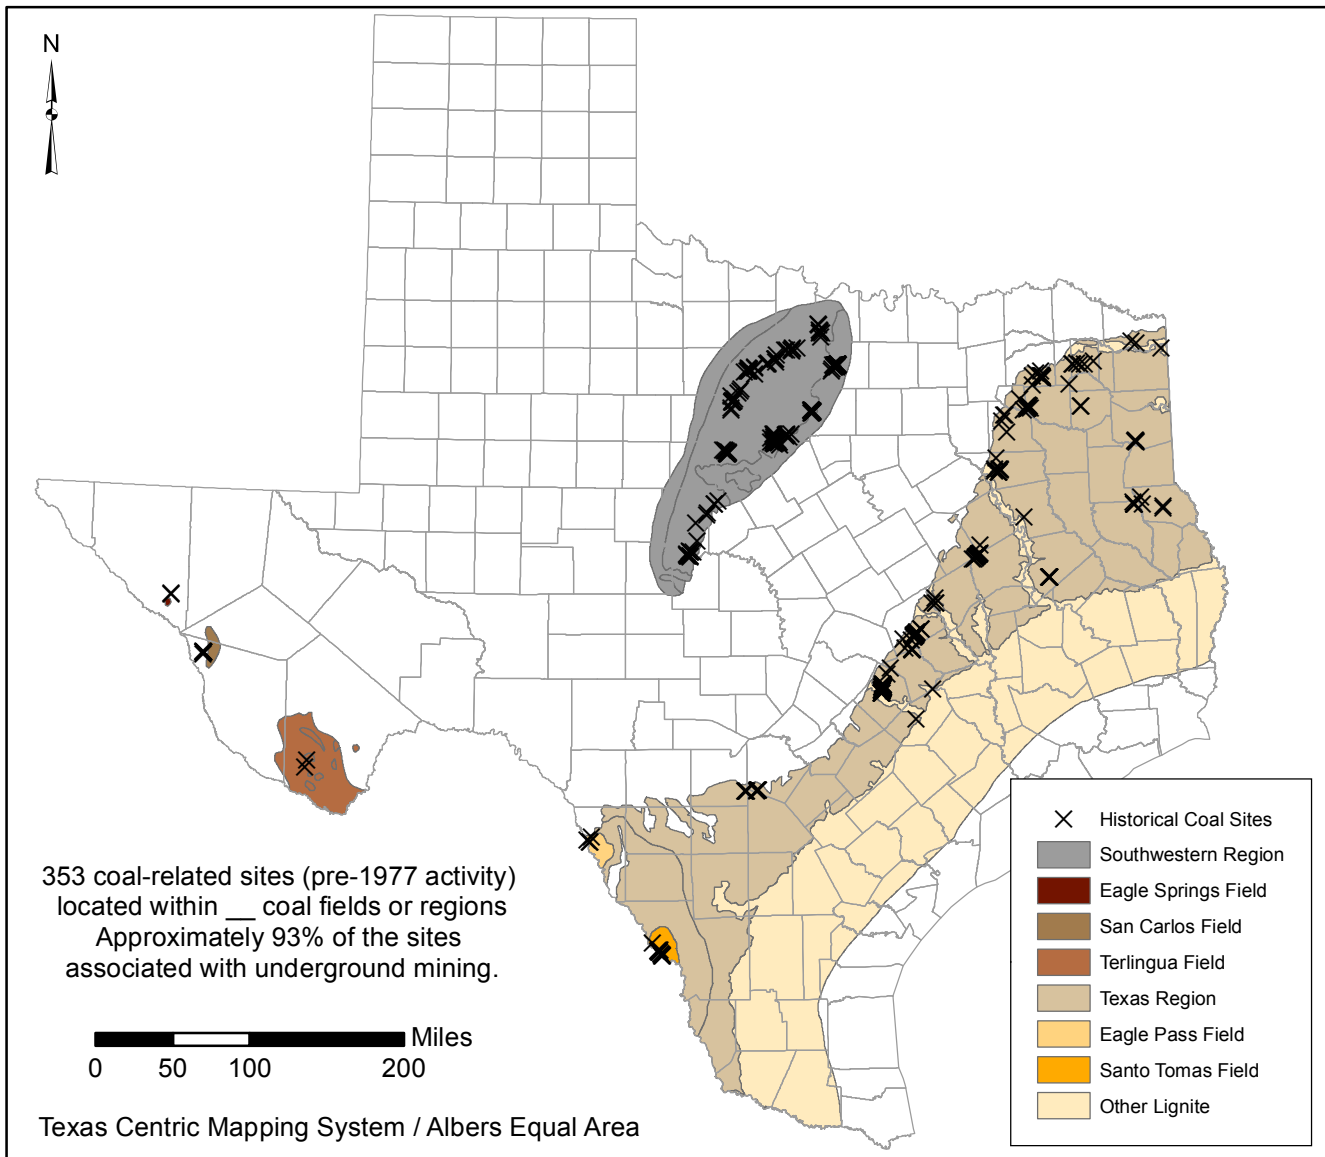 N
353 coal-related sites (pre-1977 activity)
located within __ coal fields or regions
Approximately 93% of the sites
associated with underground mining.
Miles
0 50 100 200
Texas Centric Mapping System / Albers Equal Area
Historical Coal Sites
Southwestern Region
Eagle Springs Field
San Carlos Field
Terlingua Field
Texas Region
Eagle Pass Field
Santo Tomas Field
Other Lignite